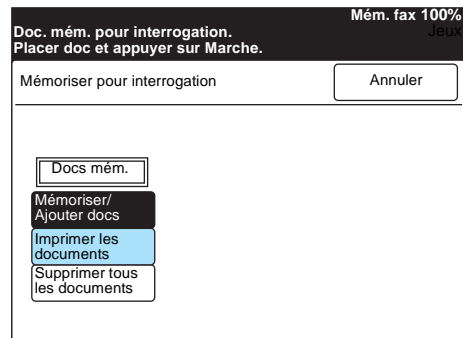 Mém. fax 100%
Doc. mém. pour interrogation.
Jeux
Placer doc et appuyer sur Marche.
Mémoriser pour interrogation
Annuler
Docs mém.
Mémoriser/
Ajouter docs
Imprimer les
documents
Supprimer tous
les documents